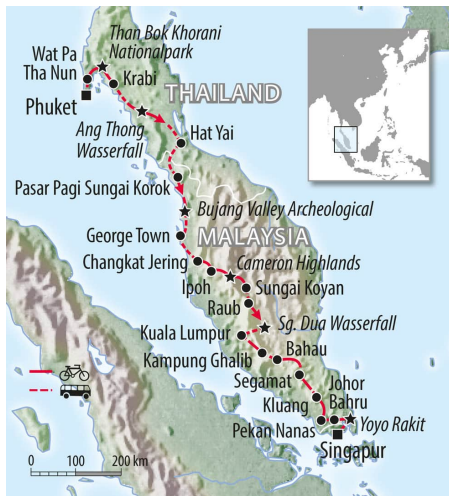 Than Bok Khorani
Nationalpark
Wat Pa
Tha Nun
Krabi
Phuket
THAILAND
Ang Thong
Wasserfall
Hat Yai
Pasar Pagi Sungai Korok
Bujang Valley Archeological
George Town
MALAYSIA
Changkat Jering
Cameron Highlands
Ipoh
Sungai Koyan
Raub
Sg. Dua Wasserfall
Kuala Lumpur
Kampung Ghalib
Bahau
Segamat
Johor
Bahru
Kluang
Pekan Nanas
Yoyo Rakit
Singapur
0 100 200 km